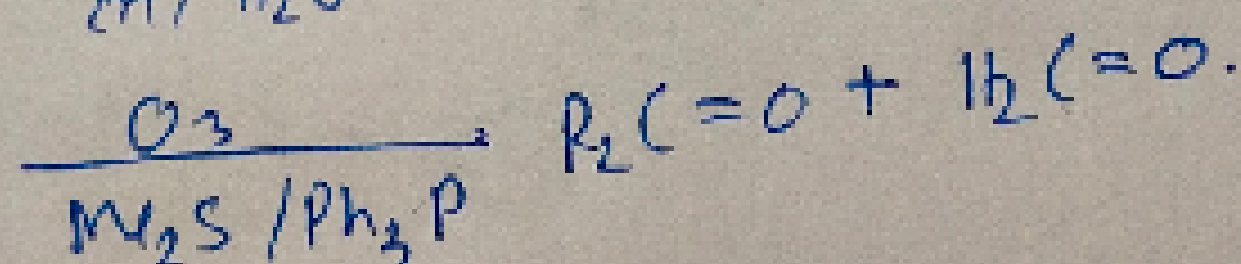 O3
R2C=O + H2C=O.
Me2S /Ph3P